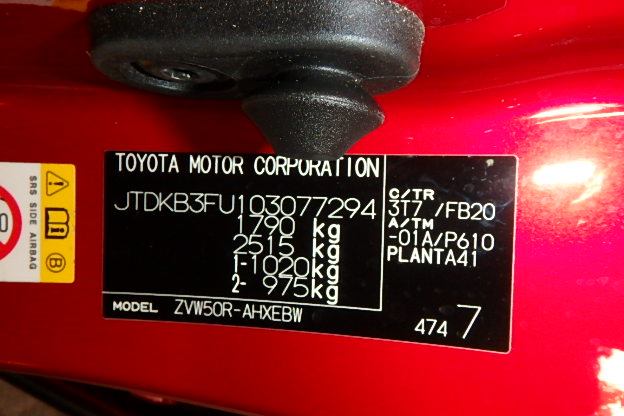 TOYOTA MOTOR CORPORATION
JTDKB3FU103077294
1790 kg
2515 kg
1-1020kg
2- 975kg
C/TR
3T7 /FB20
A/TM
-01A/P610
PLANTA41
MODEL ZVW50R-AHXEBW
474 7
SRS SIDE AIRBAG
B
0